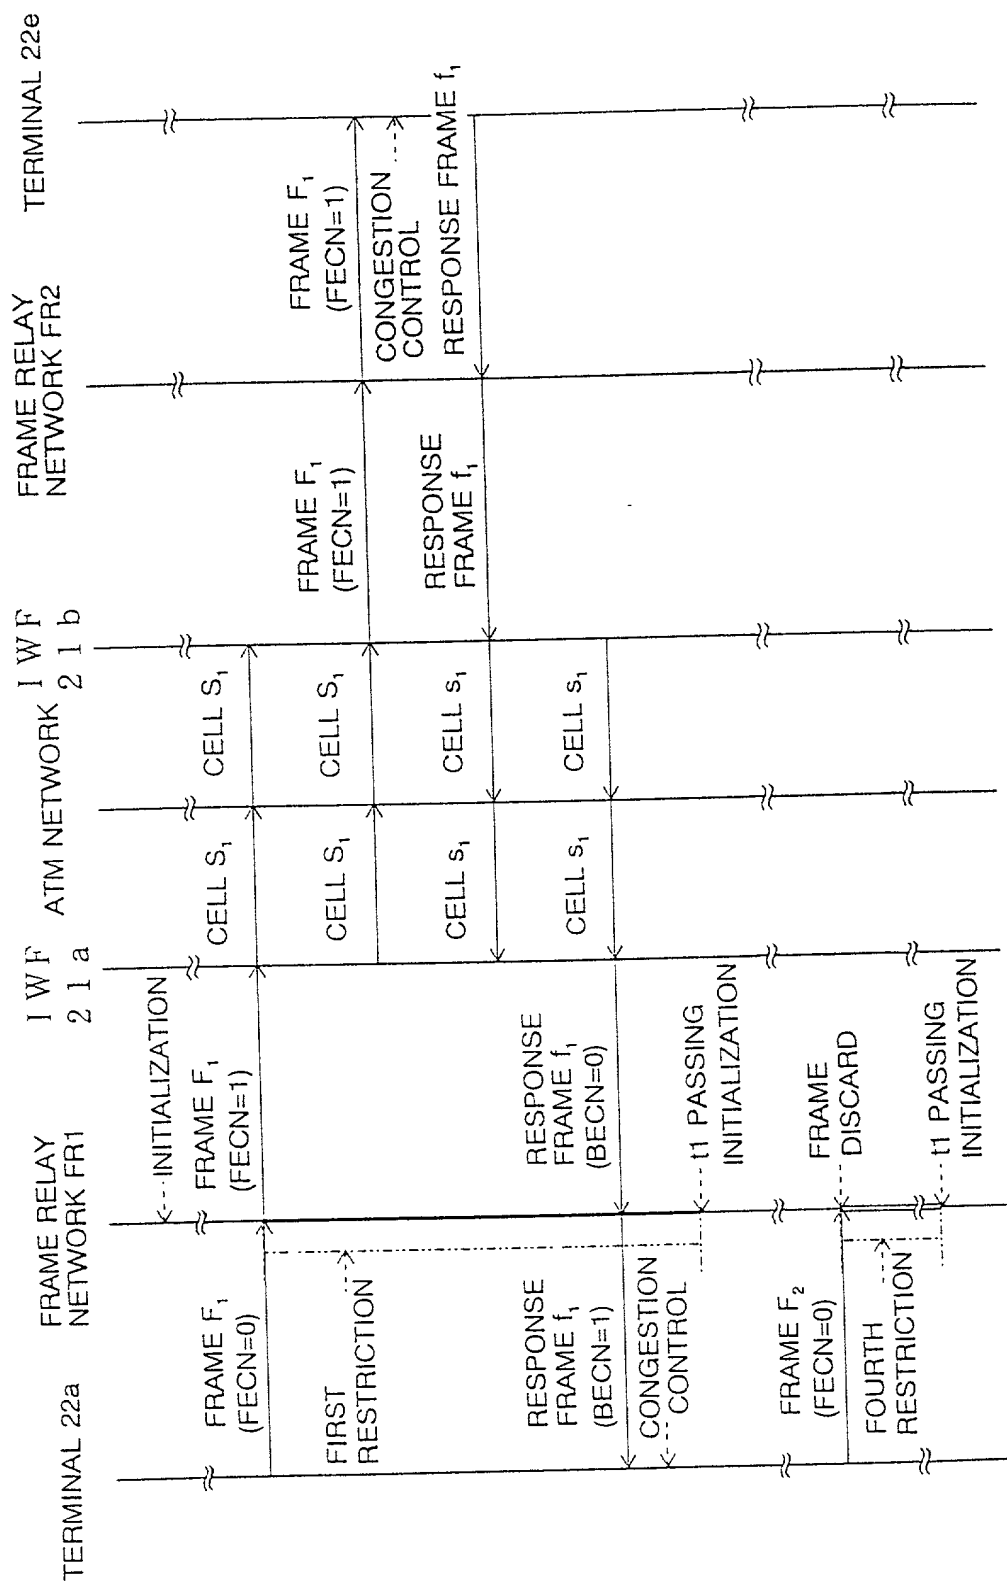 TERMINAL 22a
FRAME RELAY
NETWORK FR1
I W F
2 1 a
ATM NETWORK
I W F
2 1 b
FRAME RELAY
NETWORK FR2
TERMINAL 22e
INITIALIZATION
FRAME F1
(FECN=0)
FRAME F1
(FECN=1)
CELL S1
CELL S1
FIRST
RESTRICTION
CELL S1
CELL S1
FRAME F1
(FECN=1)
FRAME F1
(FECN=1)
CONGESTION
CONTROL
RESPONSE FRAME f1
RESPONSE
FRAME f1
CELL s1
CELL s1
CELL s1
CELL s1
RESPONSE
FRAME f1
(BECN=0)
RESPONSE
FRAME f1
(BECN=1)
CONGESTION
CONTROL
t1 PASSING
INITIALIZATION
FRAME F2
(FECN=0)
FRAME
DISCARD
FOURTH
RESTRICTION
t1 PASSING
INITIALIZATION